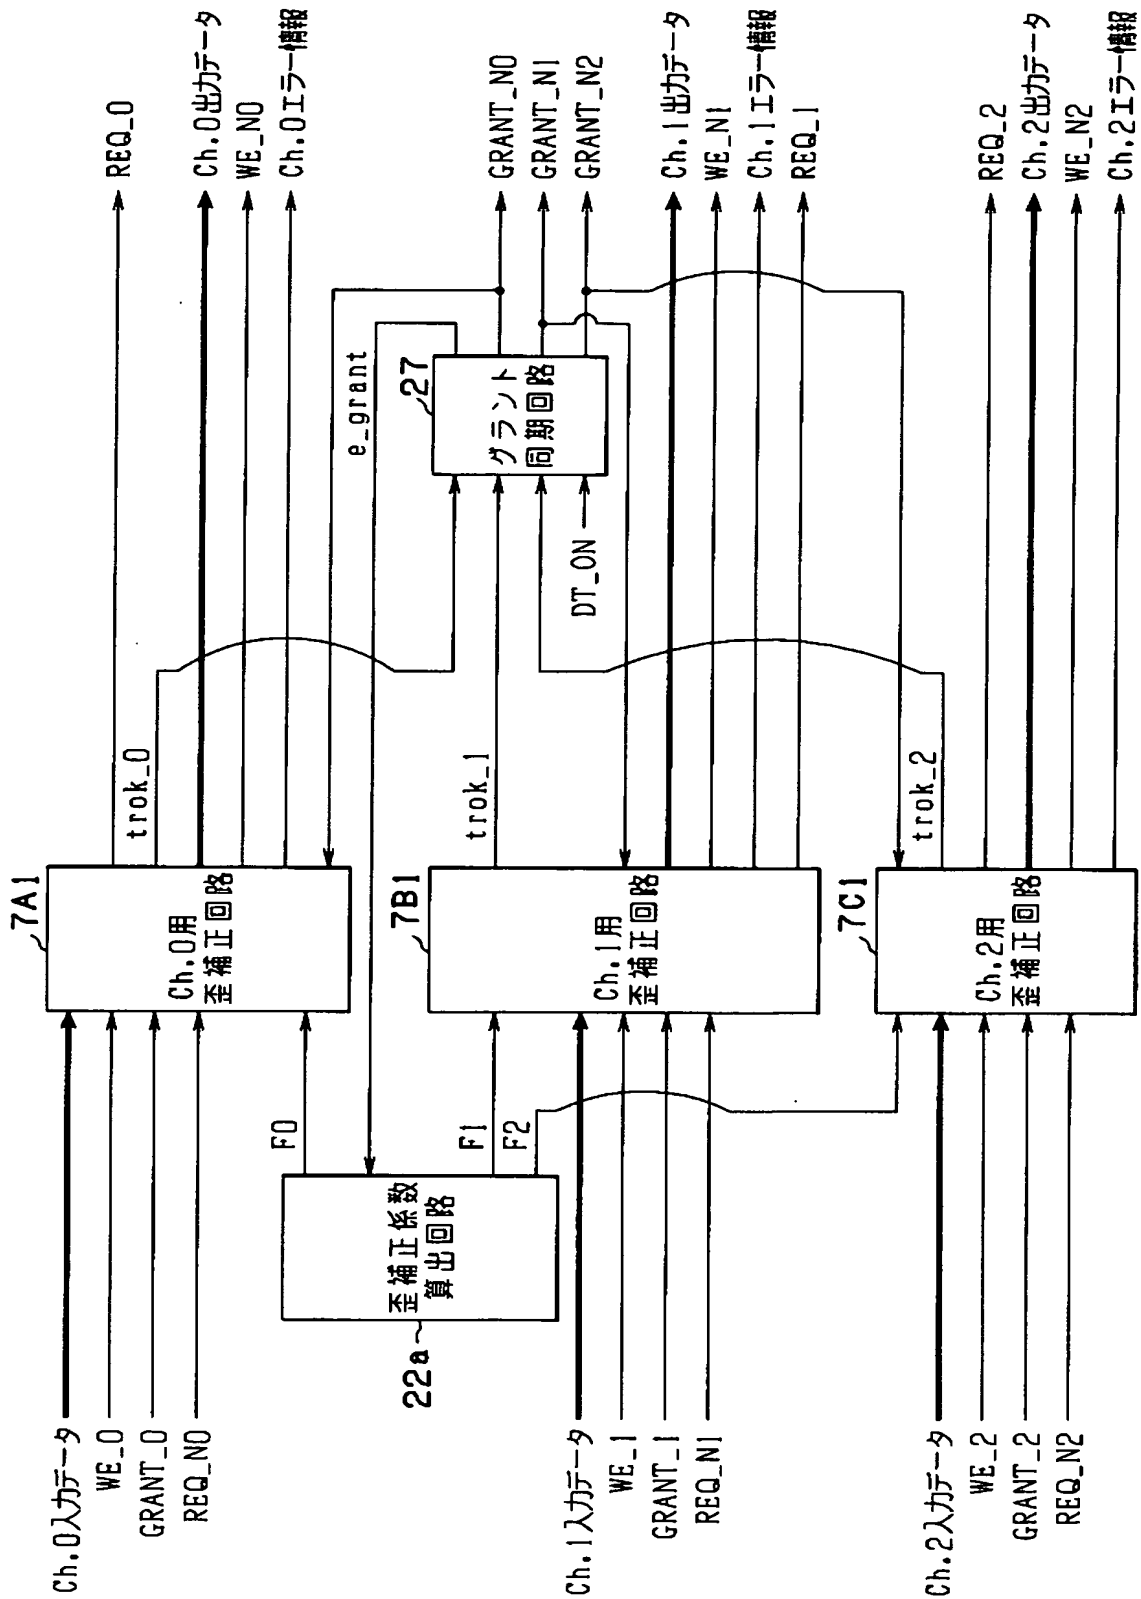 Ch.0入力データ
WE_0
GRANT_0
REQ_N0
7A1
Ch.0用
歪補正回路
REQ_0
trok_0
Ch.0出力データ
WE_N0
Ch.0エラー情報
F0
歪補正係数
算出回路
22a
F1
F2
e_grant
27
グラント
同期回路
DT_ON
GRANT_N0
GRANT_N1
GRANT_N2
Ch.1入力データ
WE_1
GRANT_1
REQ_N1
7B1
Ch.1用
歪補正回路
trok_1
Ch.1出力データ
WE_N1
Ch.1エラー情報
REQ_1
Ch.2入力データ
WE_2
GRANT_2
REQ_N2
7C1
Ch.2用
歪補正回路
trok_2
REQ_2
Ch.2出力データ
WE_N2
Ch.2エラー情報